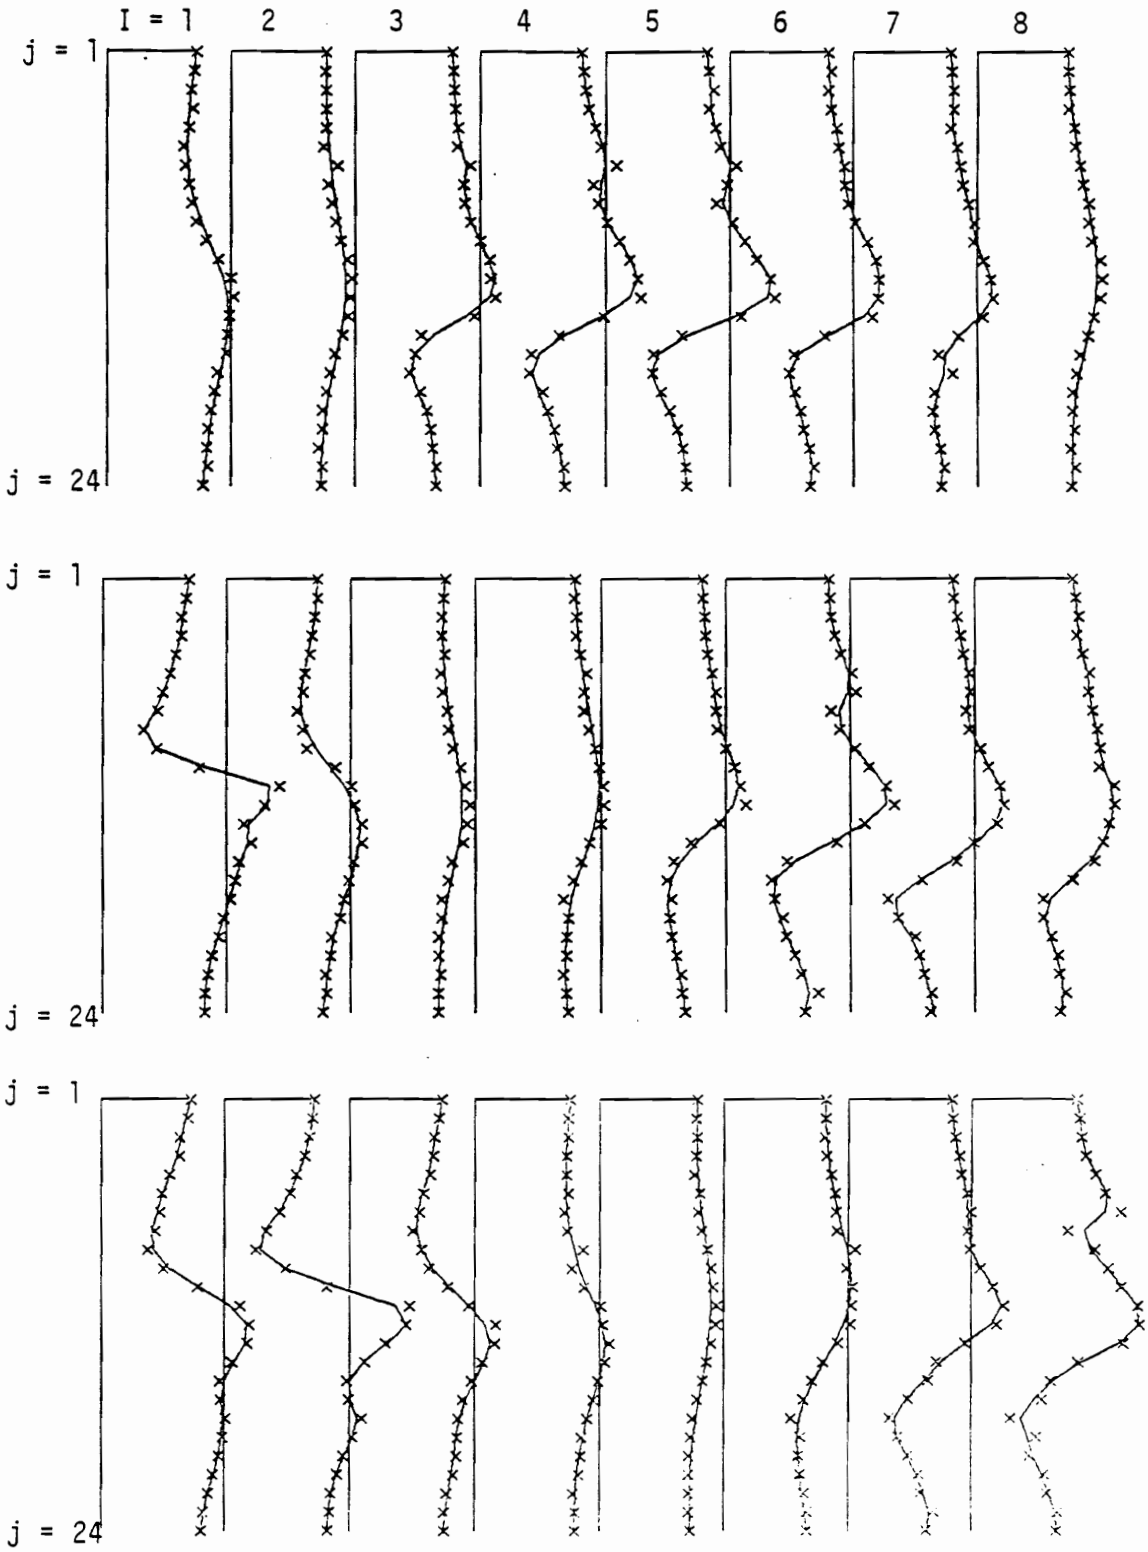 I = 1 2 3 4 5 6 7 8
j = 1
j = 24
j = 1
j = 24
j = 1
j = 24